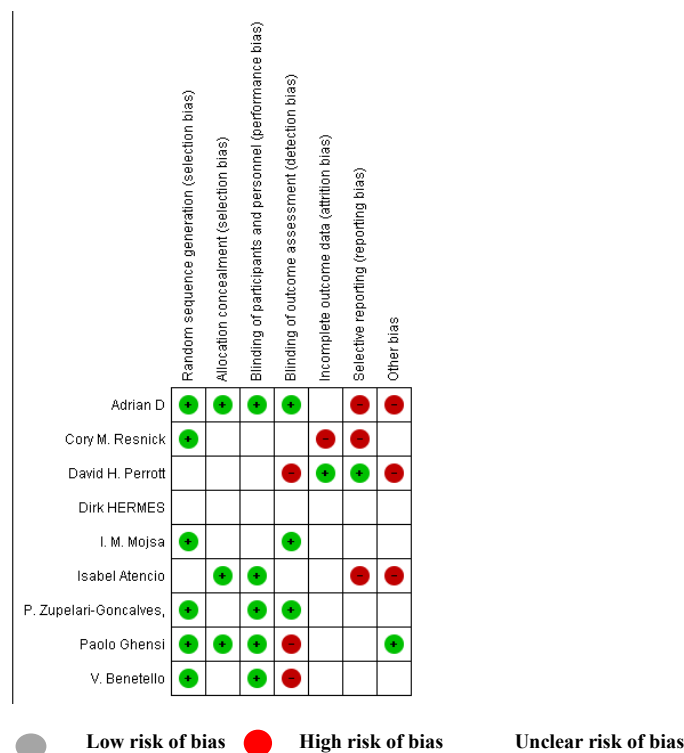 Random sequence generation (selection bias)
Allocation concealment (selection bias)
Blinding of participants and personnel (performance bias)
Blinding of outcome assessment (detection bias)
Incomplete outcome data (attrition bias)
Selective reporting (reporting bias)
Other bias
Adrian D + + + + - -
Cory M. Resnick + - -
David H. Perrott - + + -
Dirk HERMES
I. M. Mojsa + +
Isabel Atencio + + - -
P. Zupelari-Goncalves, + + +
Paolo Ghensi + + + - +
V. Benetello + + -
Low risk of bias High risk of bias Unclear risk of bias